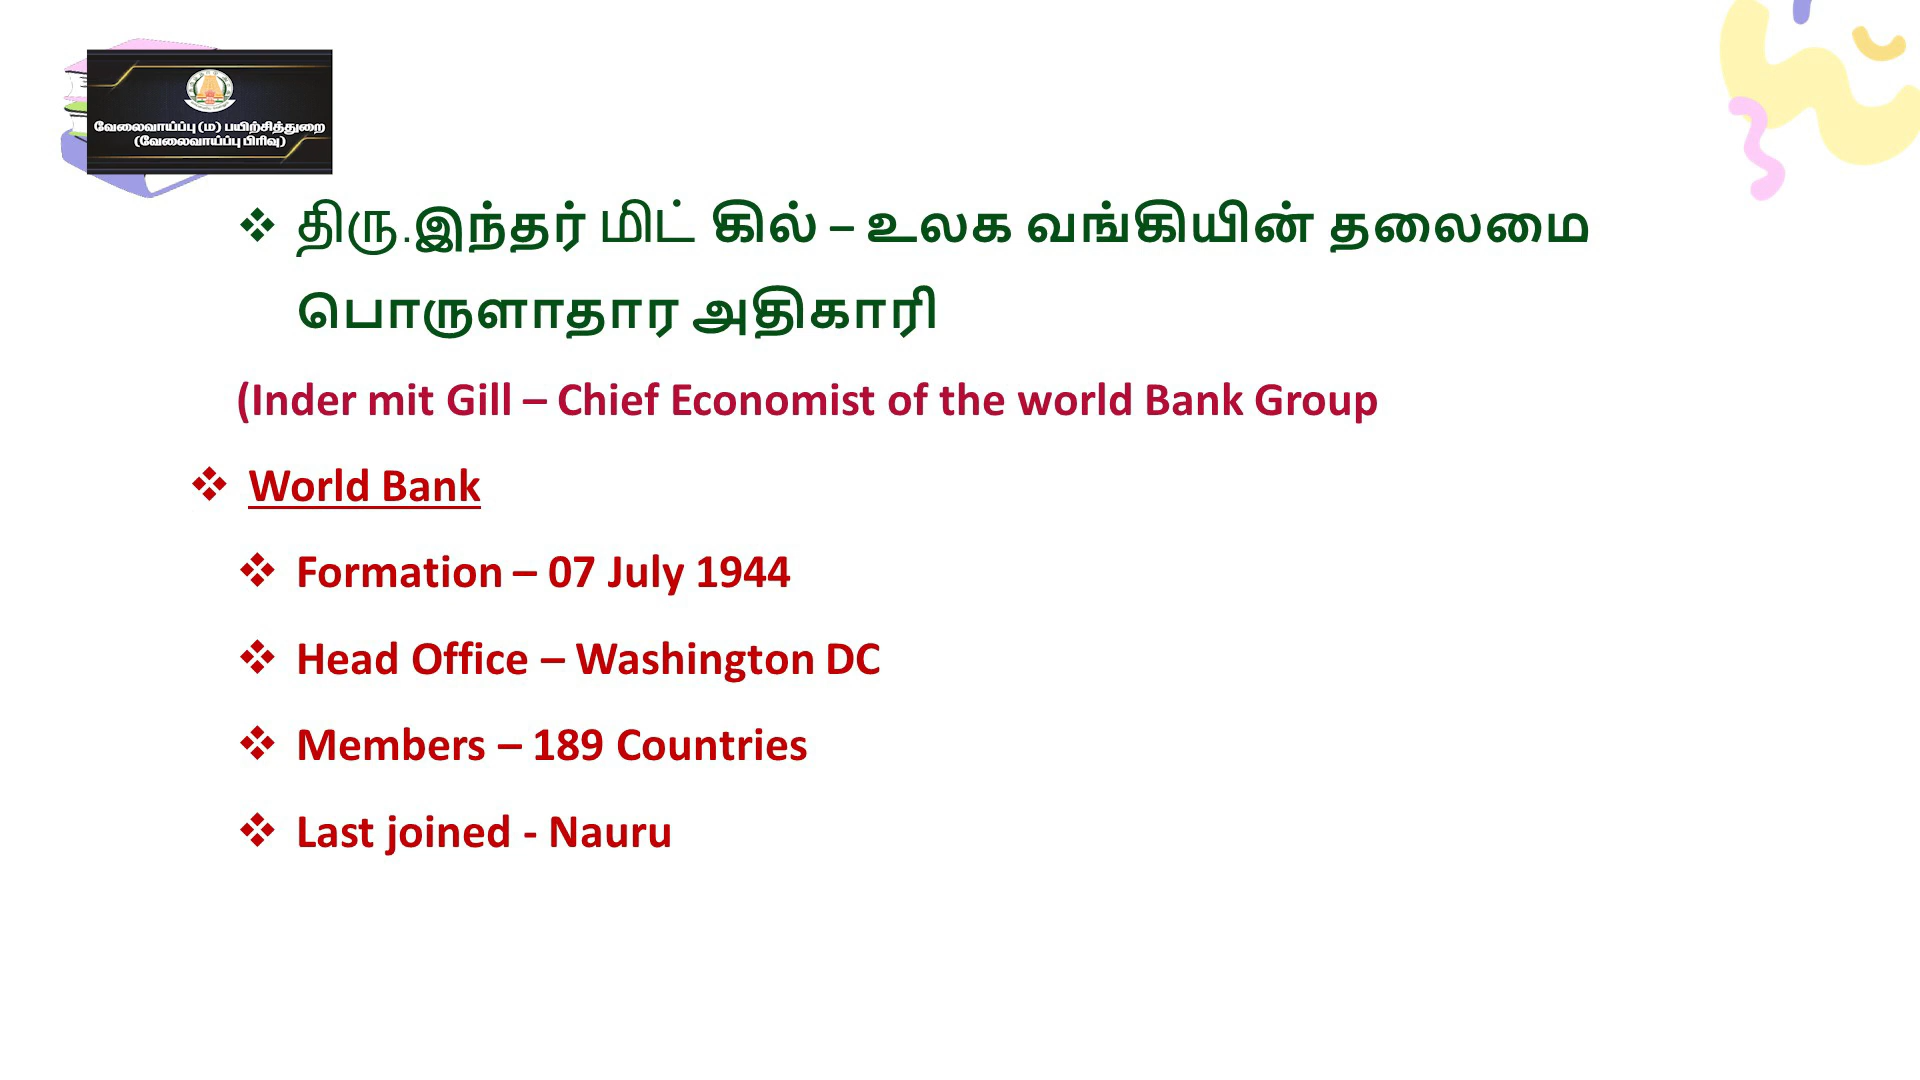 வேலைவாய்ப்பு (ம) பயிற்சித்துறை
(வேலைவாய்ப்பு பிரிவு)
❖ திரு.இந்தர் மிட் கில் – உலக வங்கியின் தலைமை
பொருளாதார அதிகாரி
(Inder mit Gill – Chief Economist of the world Bank Group
❖ World Bank
❖ Formation – 07 July 1944
❖ Head Office – Washington DC
❖ Members – 189 Countries
❖ Last joined - Nauru